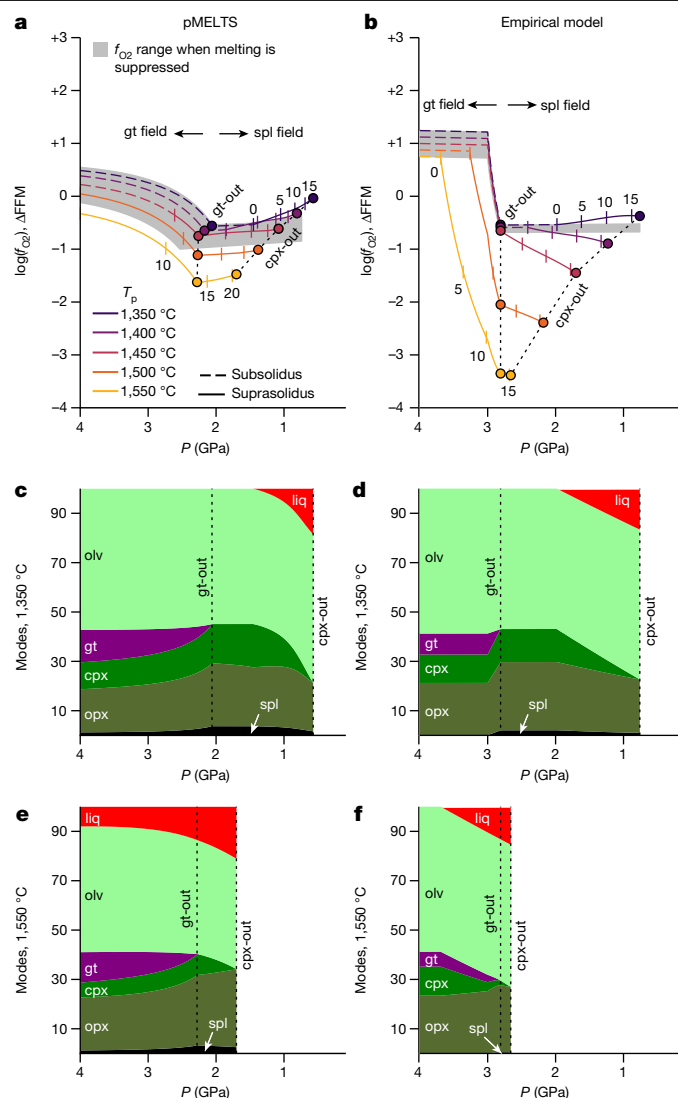 a
pMELTS
b
Empirical model
+3
+2
+1
0
–1
–2
–3
–4
log(fO2), ΔFFM
fO2 range when melting is
suppressed
gt field
spl field
gt-out
0
5
10
15
cpx-out
10
15
20
Tp
1,350 °C
1,400 °C
1,450 °C
1,500 °C
1,550 °C
Subsolidus
Suprasolidus
4
3
2
1
P (GPa)
+3
+2
+1
0
–1
–2
–3
–4
log(fO2), ΔFFM
gt field
spl field
0
gt-out
0
5
10
15
5
cpx-out
10
15
4
3
2
1
P (GPa)
c
Modes, 1,350 °C
90
70
50
30
10
liq
olv
gt-out
cpx-out
gt
cpx
opx
spl
4
3
2
1
P (GPa)
d
Modes, 1,350 °C
90
70
50
30
10
liq
olv
gt-out
cpx-out
gt
cpx
opx
spl
4
3
2
1
P (GPa)
e
Modes, 1,550 °C
90
70
50
30
10
liq
olv
gt-out
cpx-out
gt
cpx
opx
spl
4
3
2
1
P (GPa)
f
Modes, 1,550 °C
90
70
50
30
10
liq
olv
gt-out
cpx-out
gt
cpx
opx
spl
4
3
2
1
P (GPa)